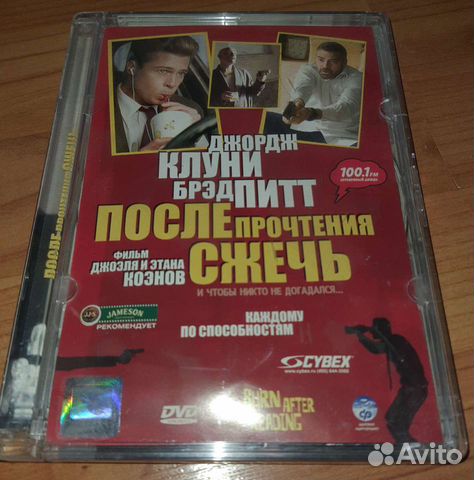 ДЖОРДЖ
КЛУНИ
БРЭД ПИТТ
100.1 FM
ПОСЛЕ ПРОЧТЕНИЯ
СЖЕЧЬ
ФИЛЬМ
ДЖОЭЛЯ И ЭТАНА
КОЭНОВ
И ЧТОБЫ НИКТО НЕ ДОГАДАЛСЯ...
JAMESON
РЕКОМЕНДУЕТ
КАЖДОМУ
ПО СПОСОБНОСТЯМ
CYBEX
DVD
BURN AFTER
READING
Avito